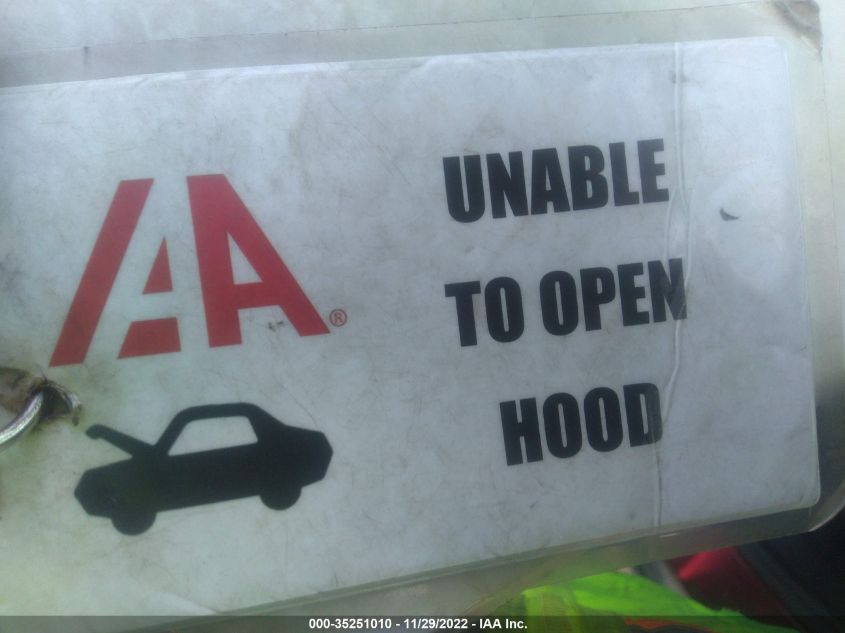 IAA®
UNABLE
TO OPEN
HOOD
000-35251010 - 11/29/2022 - IAA Inc.